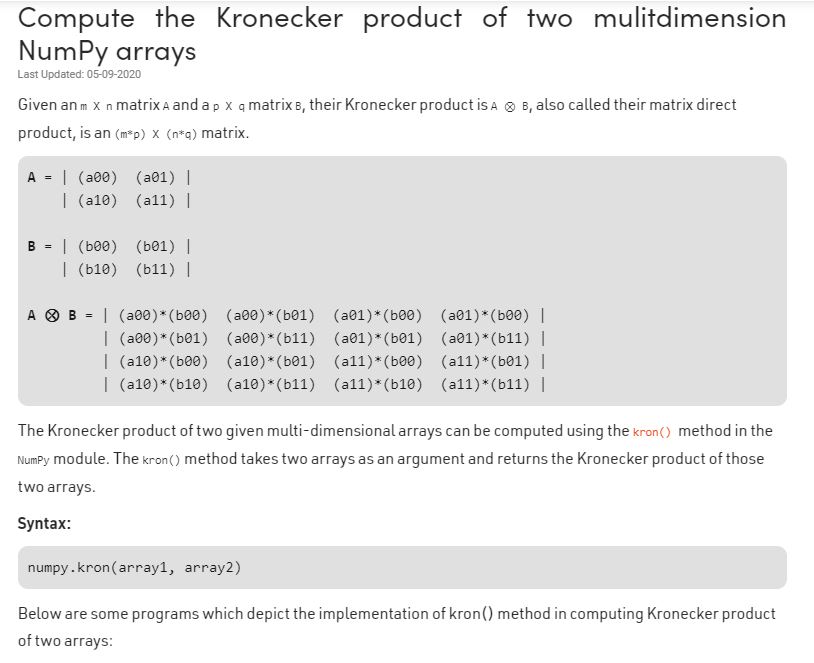 Compute the Kronecker product of two mulitdimension
NumPy arrays
Last Updated: 05-09-2020
Given an m X n matrix A and a p X q matrix B, their Kronecker product is A ⊗ B, also called their matrix direct
product, is an (m*p) X (n*q) matrix.
A = | (a00) (a01) |
| (a10) (a11) |
B = | (b00) (b01) |
| (b10) (b11) |
A ⊗ B = | (a00)*(b00) (a00)*(b01) (a01)*(b00) (a01)*(b00) |
| (a00)*(b01) (a00)*(b11) (a01)*(b01) (a01)*(b11) |
| (a10)*(b00) (a10)*(b01) (a11)*(b00) (a11)*(b01) |
| (a10)*(b10) (a10)*(b11) (a11)*(b10) (a11)*(b11) |
The Kronecker product of two given multi-dimensional arrays can be computed using the kron() method in the
NumPy module. The kron() method takes two arrays as an argument and returns the Kronecker product of those
two arrays.
Syntax:
numpy.kron(array1, array2)
Below are some programs which depict the implementation of kron() method in computing Kronecker product
of two arrays: